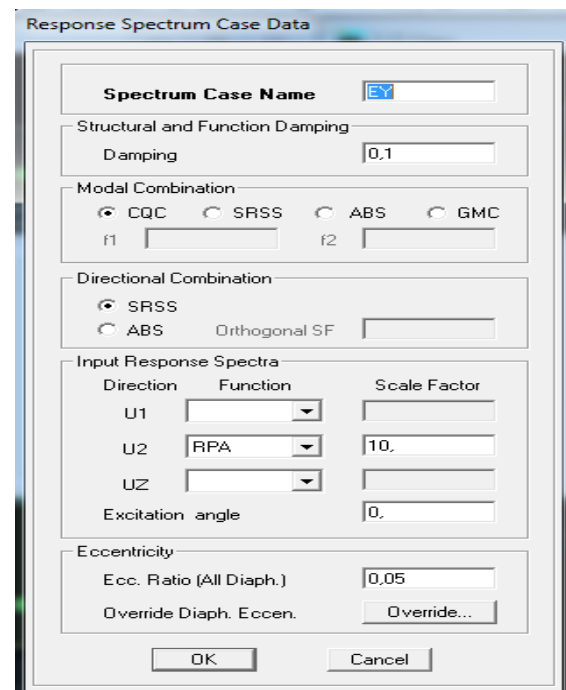 Response Spectrum Case Data
Spectrum Case Name EY
Structural and Function Damping
Damping 0,1
Modal Combination
CQC SRSS ABS GMC
f1 f2
Directional Combination
SRSS
ABS Orthogonal SF
Input Response Spectra
Direction Function Scale Factor
U1
U2 RPA 10,
UZ
Excitation angle 0,
Eccentricity
Ecc. Ratio (All Diaph.) 0,05
Override Diaph. Eccen. Override...
OK Cancel